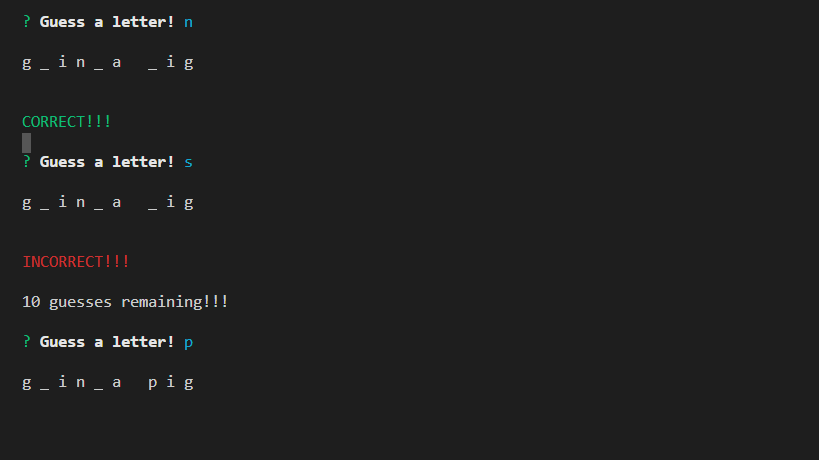 ? Guess a letter! n
g _ i n _ a   _ i g
CORRECT!!!
? Guess a letter! s
g _ i n _ a   _ i g
INCORRECT!!!
10 guesses remaining!!!
? Guess a letter! p
g _ i n _ a   p i g